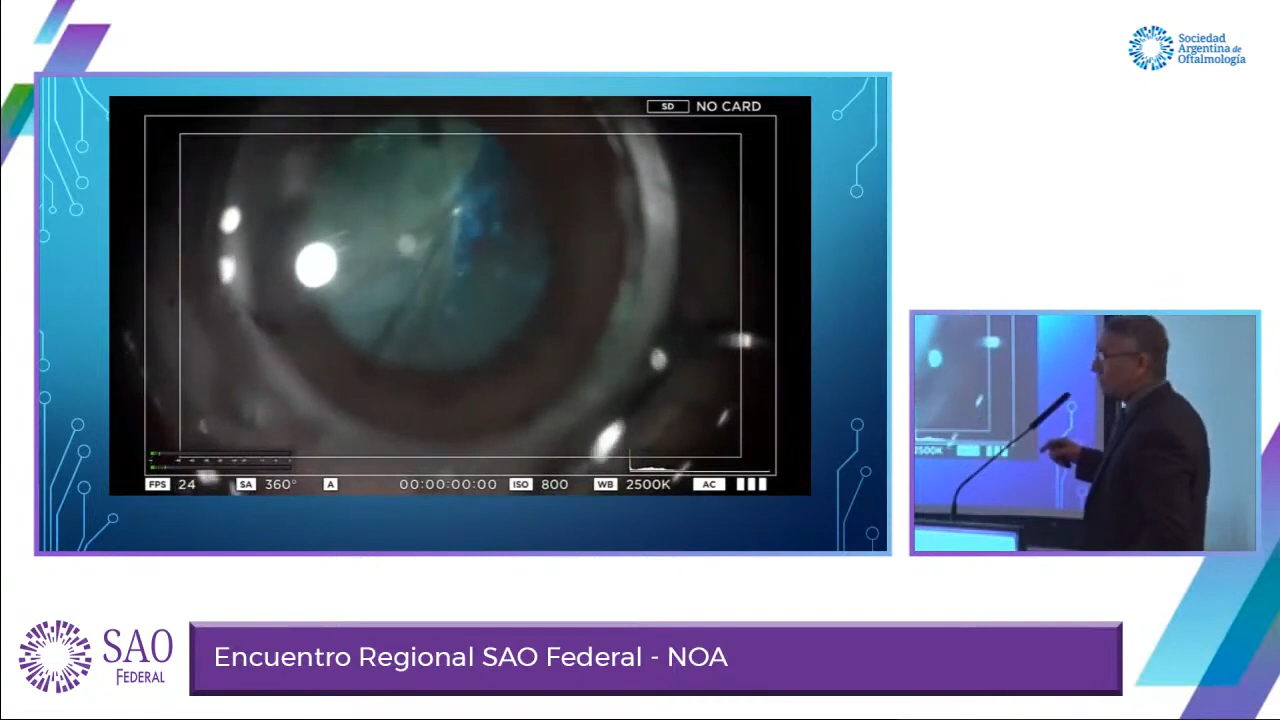 Sociedad
Argentina de
Oftalmología
SD NO CARD
FPS 24 SA 360° A 00:00:00:00 ISO 800 WB 2500K AC
2500K
SAO
FEDERAL
Encuentro Regional SAO Federal - NOA